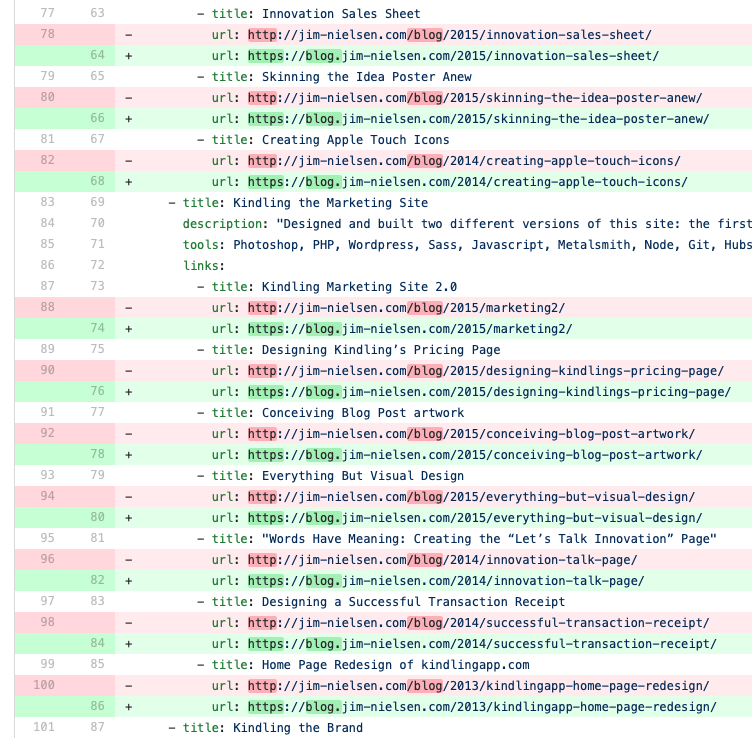 77 63 - title: Innovation Sales Sheet
78 - url: http://jim-nielsen.com/blog/2015/innovation-sales-sheet/
64 + url: https://blog.jim-nielsen.com/2015/innovation-sales-sheet/
79 65 - title: Skinning the Idea Poster Anew
80 - url: http://jim-nielsen.com/blog/2015/skinning-the-idea-poster-anew/
66 + url: https://blog.jim-nielsen.com/2015/skinning-the-idea-poster-anew/
81 67 - title: Creating Apple Touch Icons
82 - url: http://jim-nielsen.com/blog/2014/creating-apple-touch-icons/
68 + url: https://blog.jim-nielsen.com/2014/creating-apple-touch-icons/
83 69 - title: Kindling the Marketing Site
84 70 description: "Designed and built two different versions of this site: the first
85 71 tools: Photoshop, PHP, Wordpress, Sass, Javascript, Metalsmith, Node, Git, Hubs
86 72 links:
87 73 - title: Kindling Marketing Site 2.0
88 - url: http://jim-nielsen.com/blog/2015/marketing2/
74 + url: https://blog.jim-nielsen.com/2015/marketing2/
89 75 - title: Designing Kindling’s Pricing Page
90 - url: http://jim-nielsen.com/blog/2015/designing-kindlings-pricing-page/
76 + url: https://blog.jim-nielsen.com/2015/designing-kindlings-pricing-page/
91 77 - title: Conceiving Blog Post artwork
92 - url: http://jim-nielsen.com/blog/2015/conceiving-blog-post-artwork/
78 + url: https://blog.jim-nielsen.com/2015/conceiving-blog-post-artwork/
93 79 - title: Everything But Visual Design
94 - url: http://jim-nielsen.com/blog/2015/everything-but-visual-design/
80 + url: https://blog.jim-nielsen.com/2015/everything-but-visual-design/
95 81 - title: "Words Have Meaning: Creating the “Let’s Talk Innovation” Page"
96 - url: http://jim-nielsen.com/blog/2014/innovation-talk-page/
82 + url: https://blog.jim-nielsen.com/2014/innovation-talk-page/
97 83 - title: Designing a Successful Transaction Receipt
98 - url: http://jim-nielsen.com/blog/2014/successful-transaction-receipt/
84 + url: https://blog.jim-nielsen.com/2014/successful-transaction-receipt/
99 85 - title: Home Page Redesign of kindlingapp.com
100 - url: http://jim-nielsen.com/blog/2013/kindlingapp-home-page-redesign/
86 + url: https://blog.jim-nielsen.com/2013/kindlingapp-home-page-redesign/
101 87 - title: Kindling the Brand